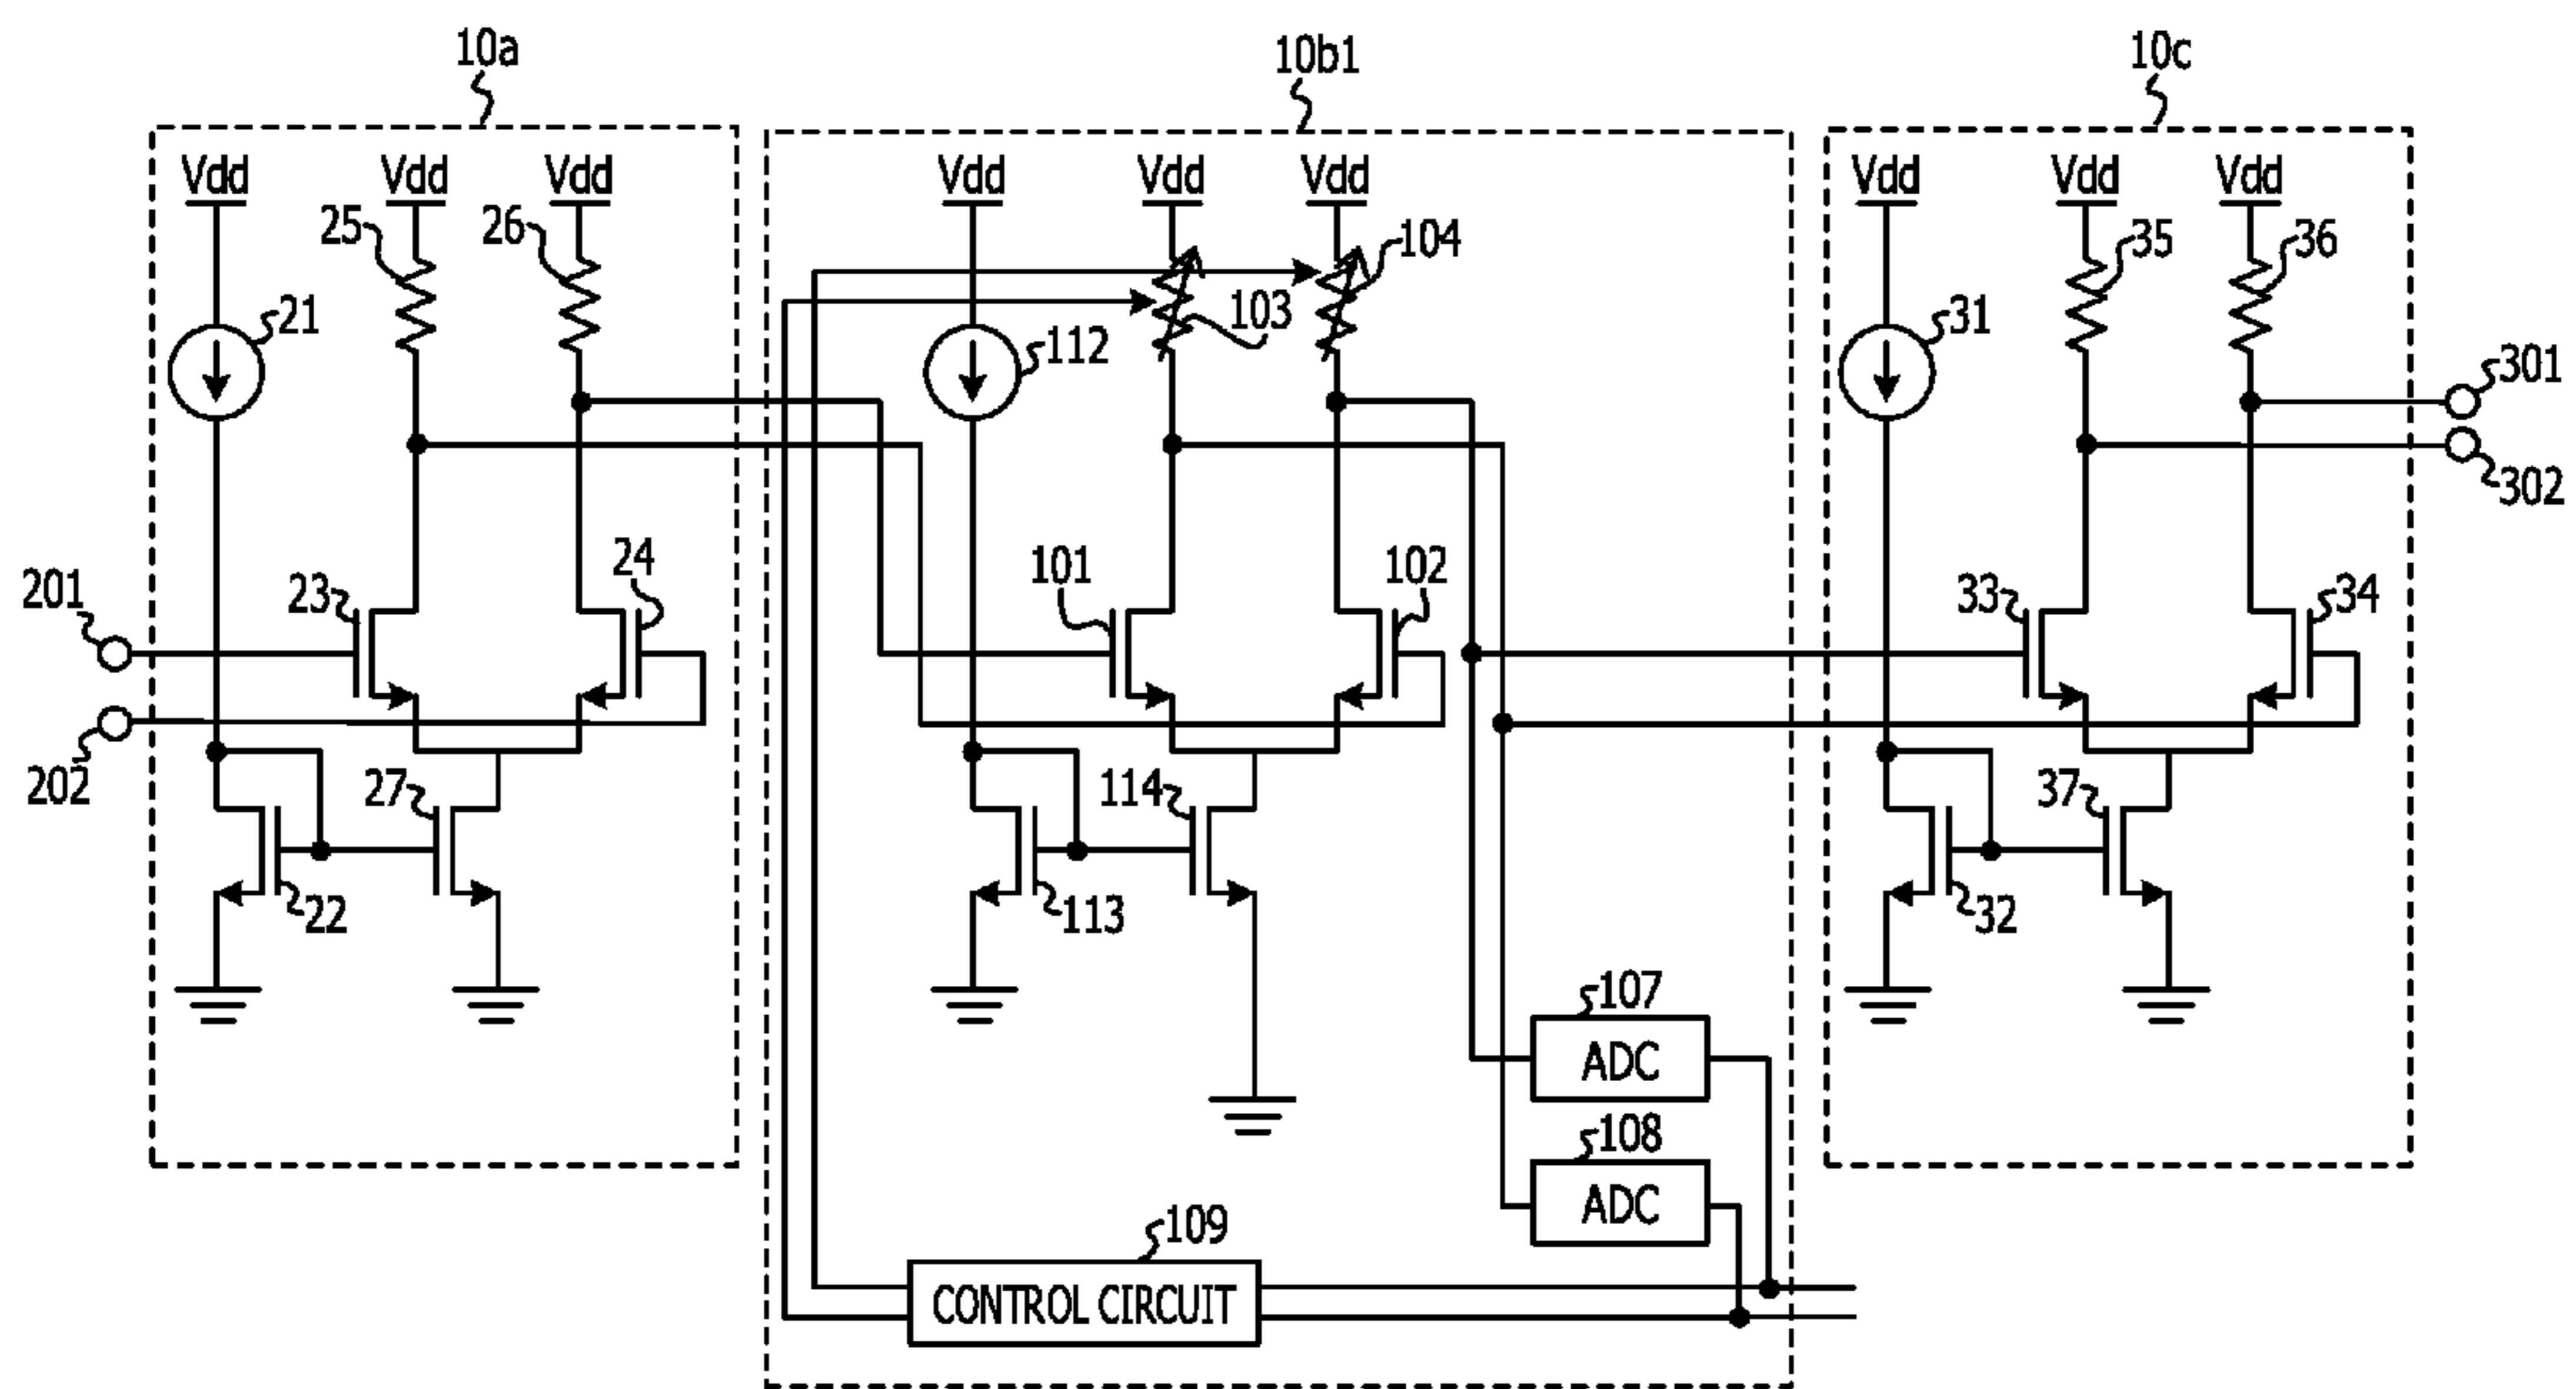 10a
10b1
10c
Vdd
Vdd
Vdd
Vdd
Vdd
Vdd
Vdd
Vdd
Vdd
25
26
104
35
36
21
103
112
31
301
302
201
23
24
101
102
33
34
202
27
114
37
22
113
32
107
ADC
108
ADC
109
CONTROL CIRCUIT